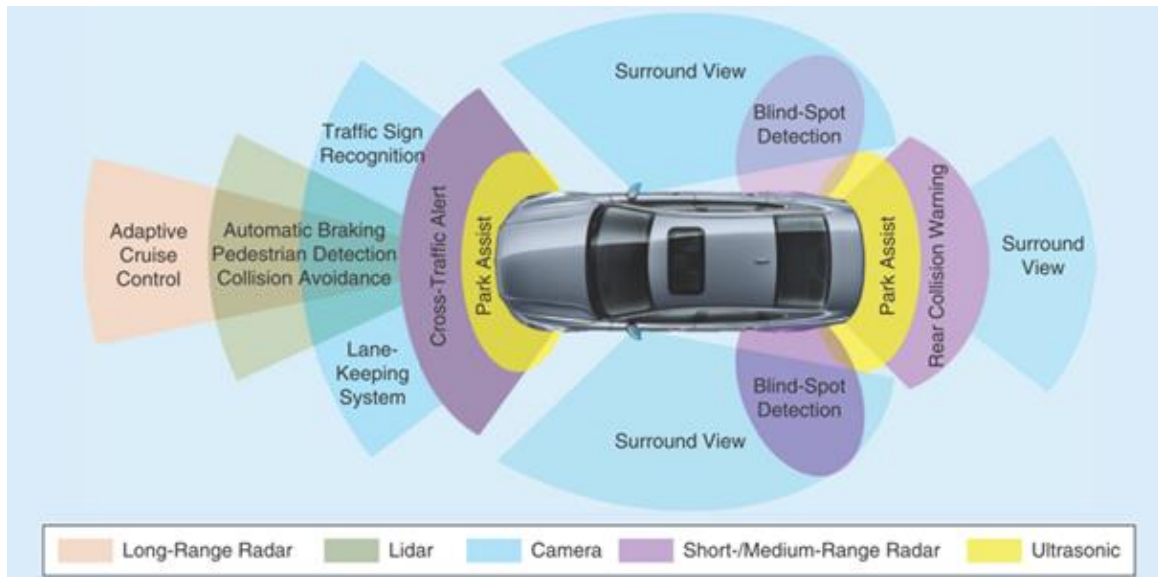 Surround View
Blind-Spot
Detection
Traffic Sign
Recognition
Adaptive
Cruise
Control
Automatic Braking
Pedestrian Detection
Collision Avoidance
Cross-Traffic Alert
Park Assist
Park Assist
Rear Collision Warning
Surround
View
Lane-
Keeping
System
Blind-Spot
Detection
Surround View
Long-Range Radar
Lidar
Camera
Short-/Medium-Range Radar
Ultrasonic